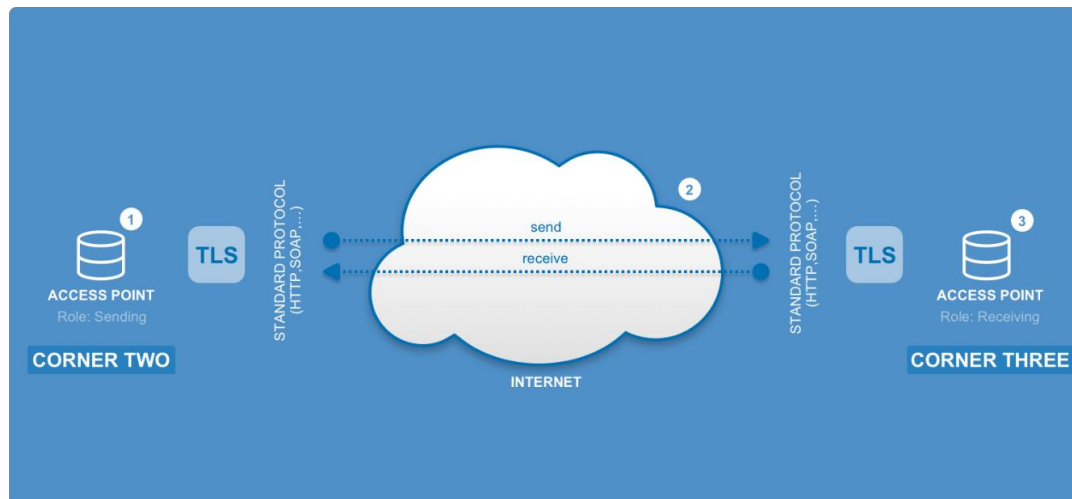 1
TLS
ACCESS POINT
Role: Sending
CORNER TWO
STANDARD PROTOCOL
(HTTP,SOAP,...)
send
receive
2
INTERNET
STANDARD PROTOCOL
(HTTP,SOAP,...)
TLS
3
ACCESS POINT
Role: Receiving
CORNER THREE